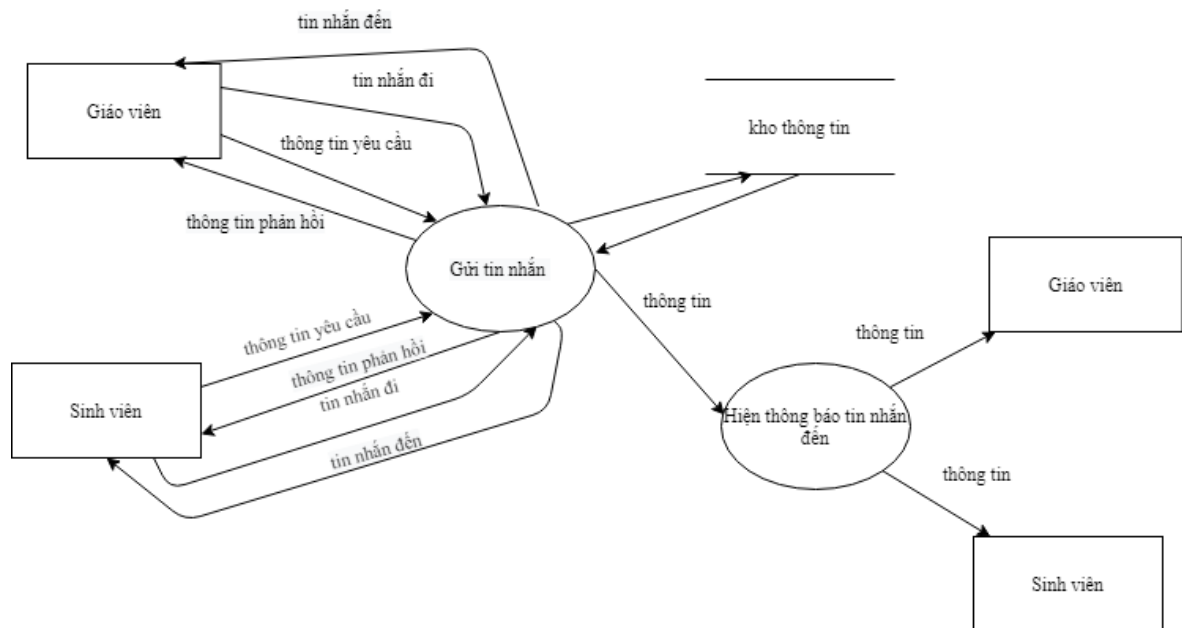 tin nhắn đến
tin nhắn đi
Giáo viên
kho thông tin
thông tin yêu cầu
thông tin phản hồi
Gửi tin nhắn
Giáo viên
thông tin
thông tin
thông tin yêu cầu
thông tin phản hồi
tin nhắn đi
Sinh viên
tin nhắn đến
Hiện thông báo tin nhắn
đến
thông tin
Sinh viên